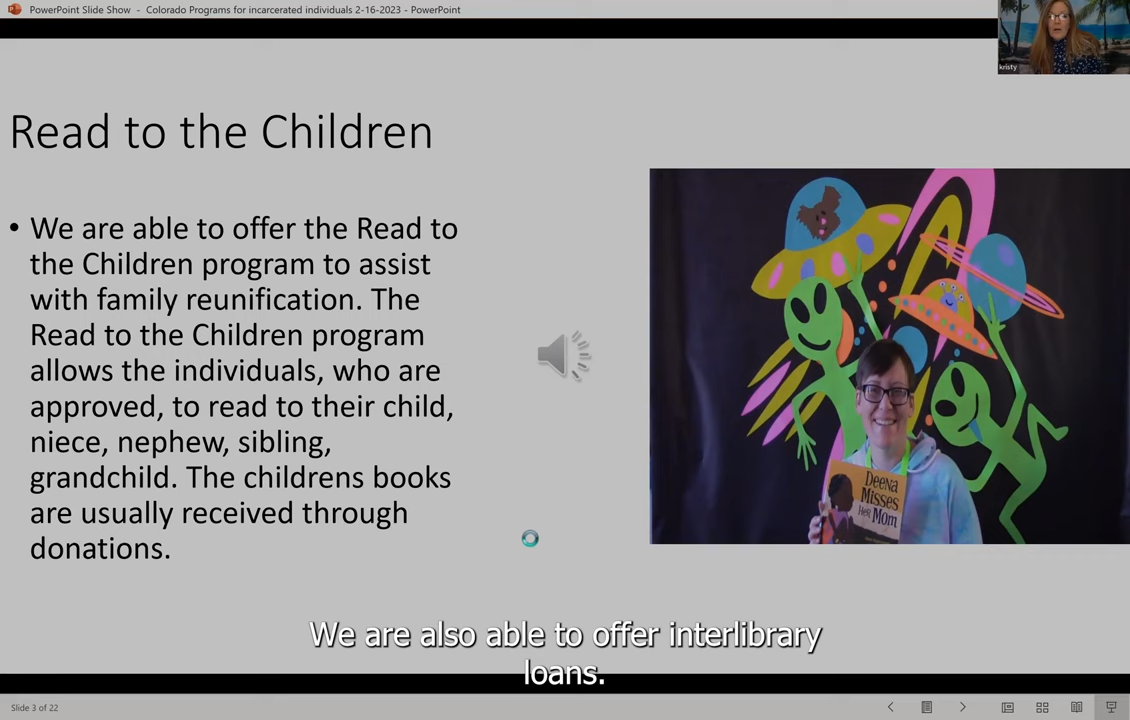 PowerPoint Slide Show - Colorado Programs for incarcerated individuals 2-16-2023 - PowerPoint
kristy
Read to the Children
• We are able to offer the Read to
the Children program to assist
with family reunification. The
Read to the Children program
allows the individuals, who are
approved, to read to their child,
niece, nephew, sibling,
grandchild. The childrens books
are usually received through
donations.
Deena
Misses
Her Mom
We are also able to offer interlibrary
loans.
Slide 3 of 22